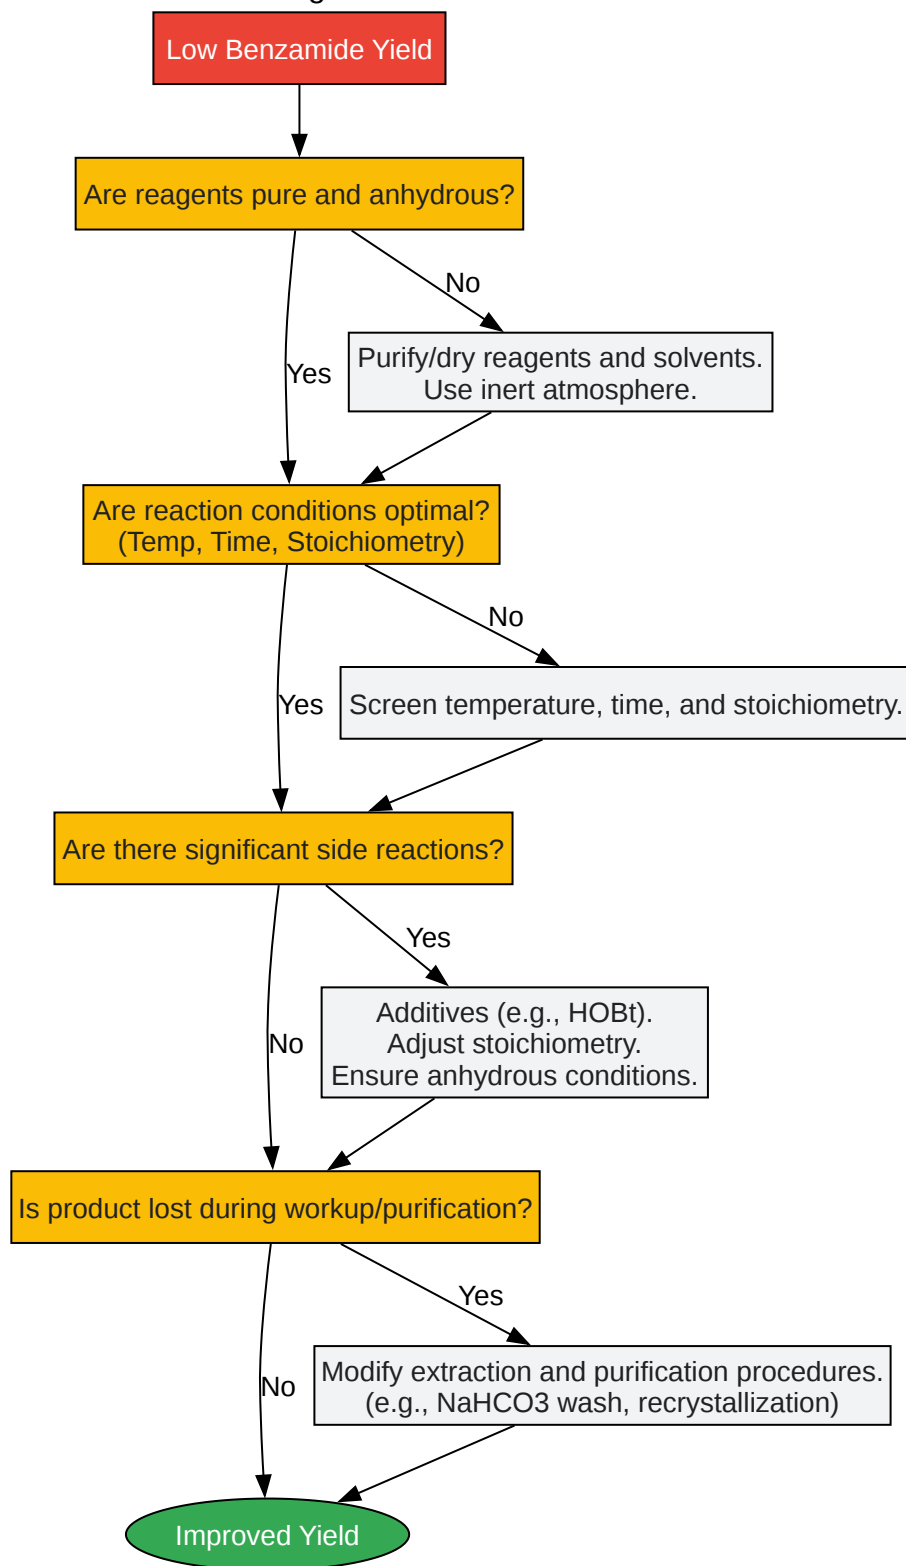 Low Benzamide Yield
Are reagents pure and anhydrous?
No
Purify/dry reagents and solvents.
Use inert atmosphere.
Yes
Are reaction conditions optimal?
(Temp, Time, Stoichiometry)
No
Yes
Screen temperature, time, and stoichiometry.
Are there significant side reactions?
Yes
Additives (e.g., HOBt).
Adjust stoichiometry.
Ensure anhydrous conditions.
No
Is product lost during workup/purification?
Yes
Modify extraction and purification procedures.
(e.g., NaHCO3 wash, recrystallization)
No
Improved Yield